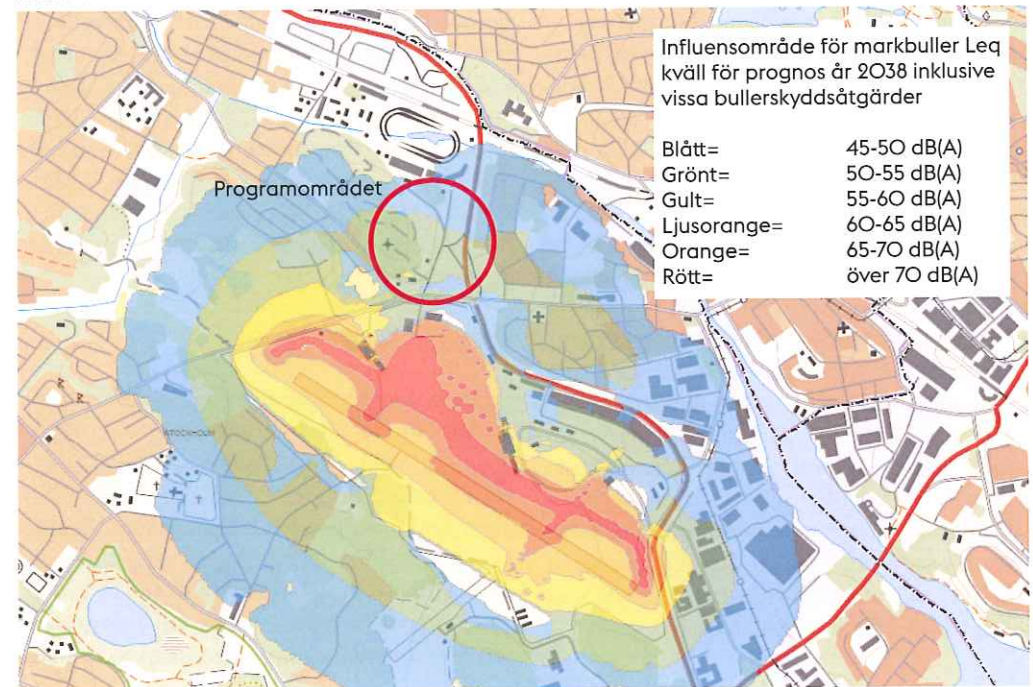 Influensområde för markbuller Leq
kväll för prognos år 2038 inklusive
vissa bullerskyddsåtgärder
Blått= 45-50 dB(A)
Grönt= 50-55 dB(A)
Gult= 55-60 dB(A)
Ljusorange= 60-65 dB(A)
Orange= 65-70 dB(A)
Rött= över 70 dB(A)
Programområdet
STOCKHOLM